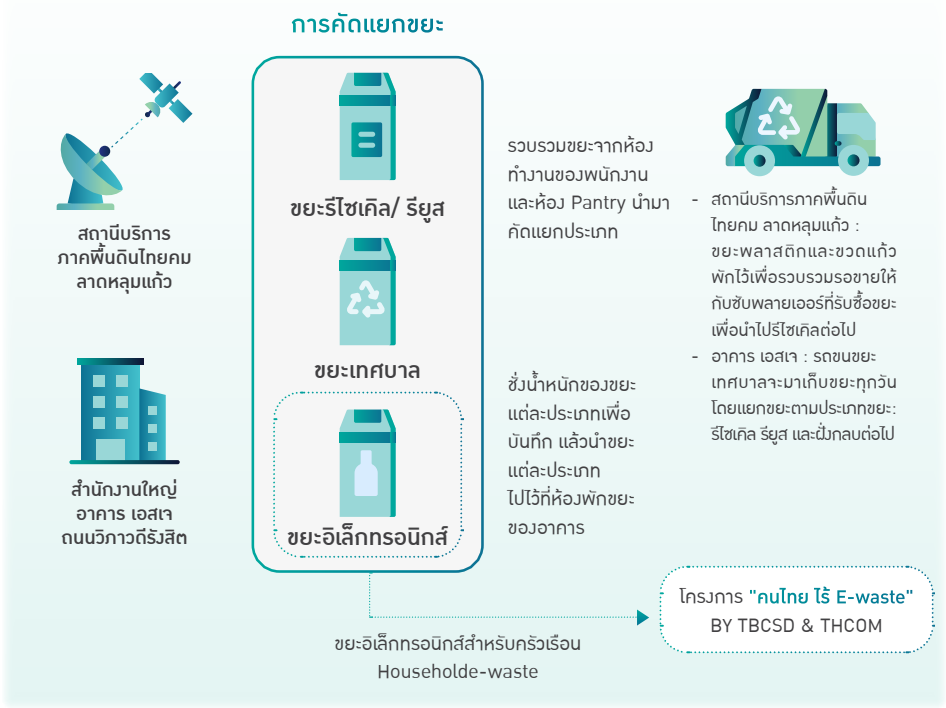 การคัดแยกขยะ
สถานีบริการ
ภาคพื้นดินไทยคม
ลาดหลุมแก้ว
สำนักงานใหญ่
อาคาร เอสเจ
ถนนวิภาวดีรังสิต
ขยะรีไซเคิล/ รียูส
ขยะเทศบาล
ขยะอิเล็กทรอนิกส์
รวบรวมขยะจากห้อง
ทำงานของพนักงาน
และห้อง Pantry นำมา
คัดแยกประเภท
ชั่งน้ำหนักของขยะ
แต่ละประเภทเพื่อ
บันทึก แล้วนำขยะ
แต่ละประเภท
ไปไว้ที่ห้องพักขยะ
ของอาคาร
- สถานีบริการภาคพื้นดิน
ไทยคม ลาดหลุมแก้ว :
ขยะพลาสติกและขวดแก้ว
พักไว้เพื่อรวบรวมรอขายให้
กับซัพพลายเออร์ที่รับซื้อขยะ
เพื่อนำไปรีไซเคิลต่อไป
- อาคาร เอสเจ : รถขนขยะ
เทศบาลจะมาเก็บขยะทุกวัน
โดยแยกขยะตามประเภทขยะ:
รีไซเคิล รียูส และฝั่งกลบต่อไป
ขยะอิเล็กทรอนิกส์สำหรับครัวเรือน
Householde-waste
โครงการ "คนไทย ไร้ E-waste"
BY TBCSD & THCOM